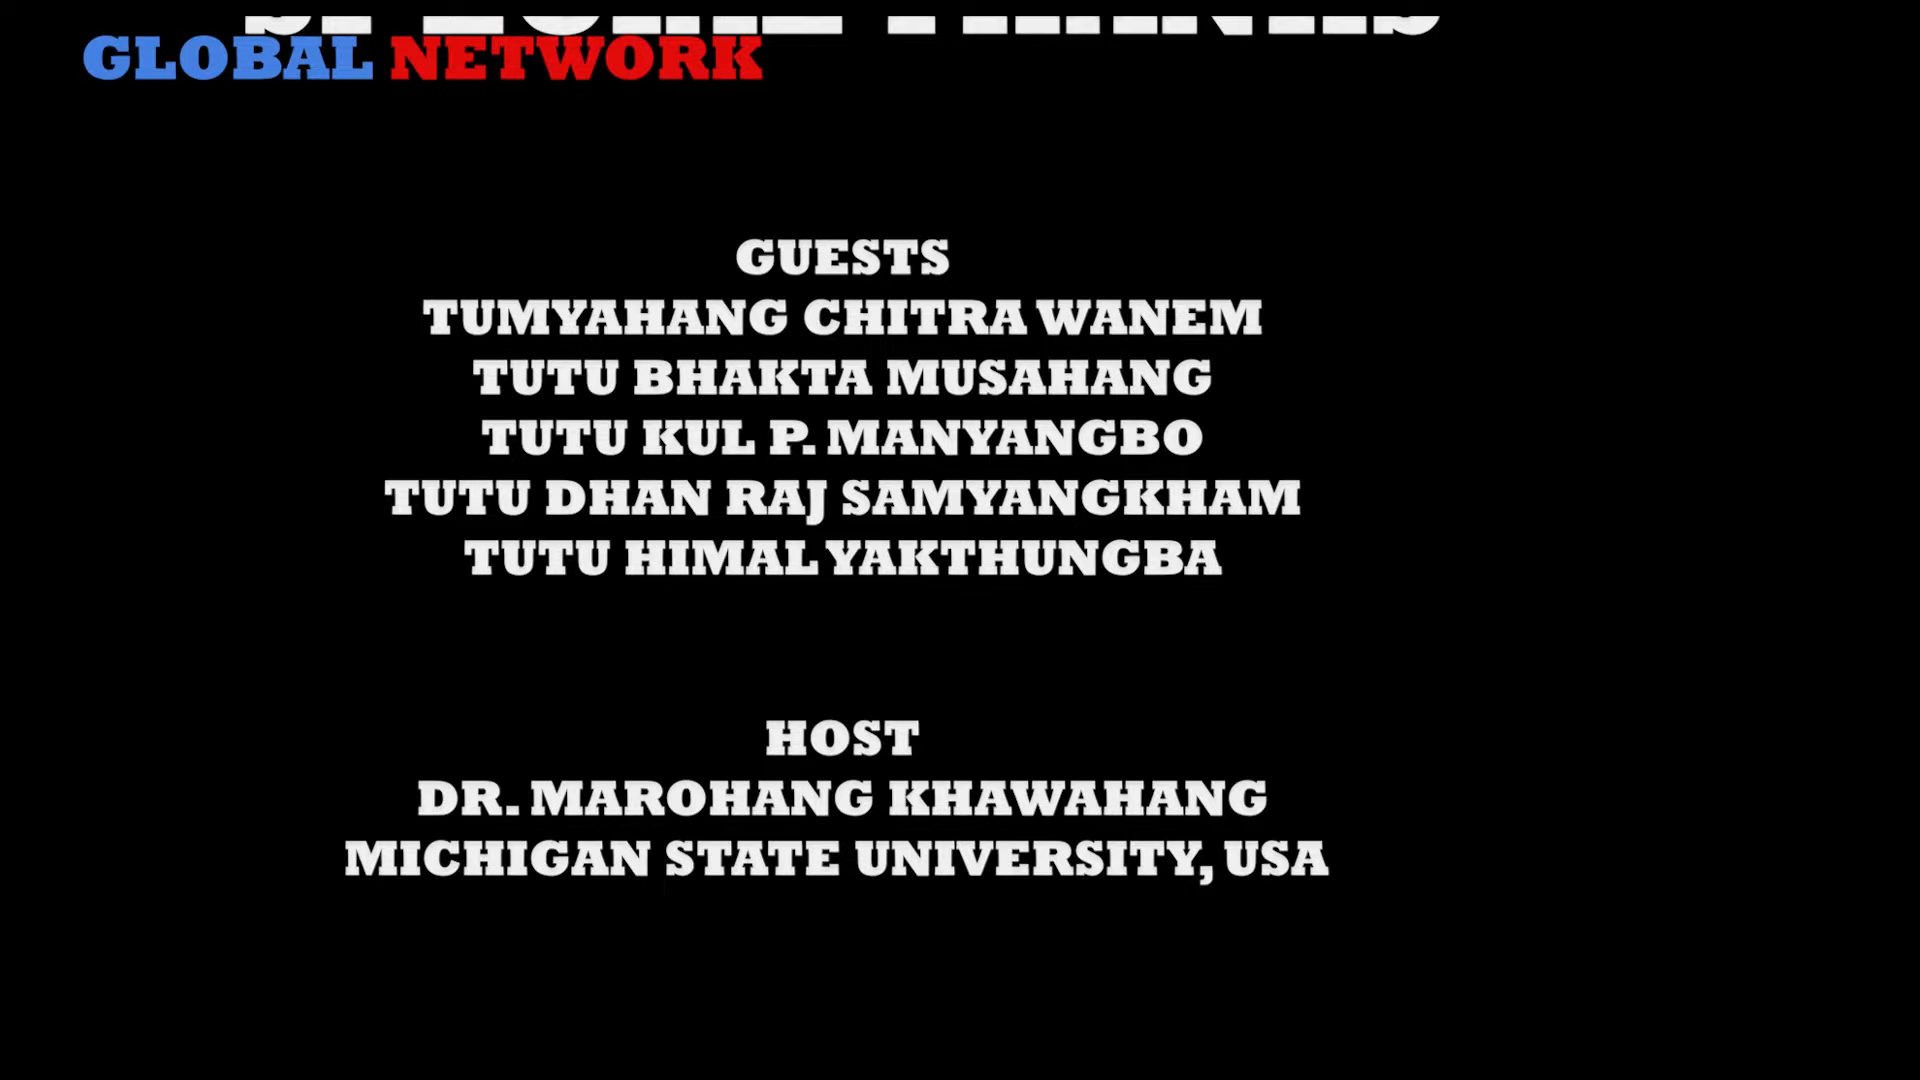 GLOBAL NETWORK
GUESTS
TUMYAHANG CHITRA WANEM
TUTU BHAKTA MUSAHANG
TUTU KUL P. MANYANGBO
TUTU DHAN RAJ SAMYANGKHAM
TUTU HIMAL YAKTHUNGBA
HOST
DR. MAROHANG KHAWAHANG
MICHIGAN STATE UNIVERSITY, USA